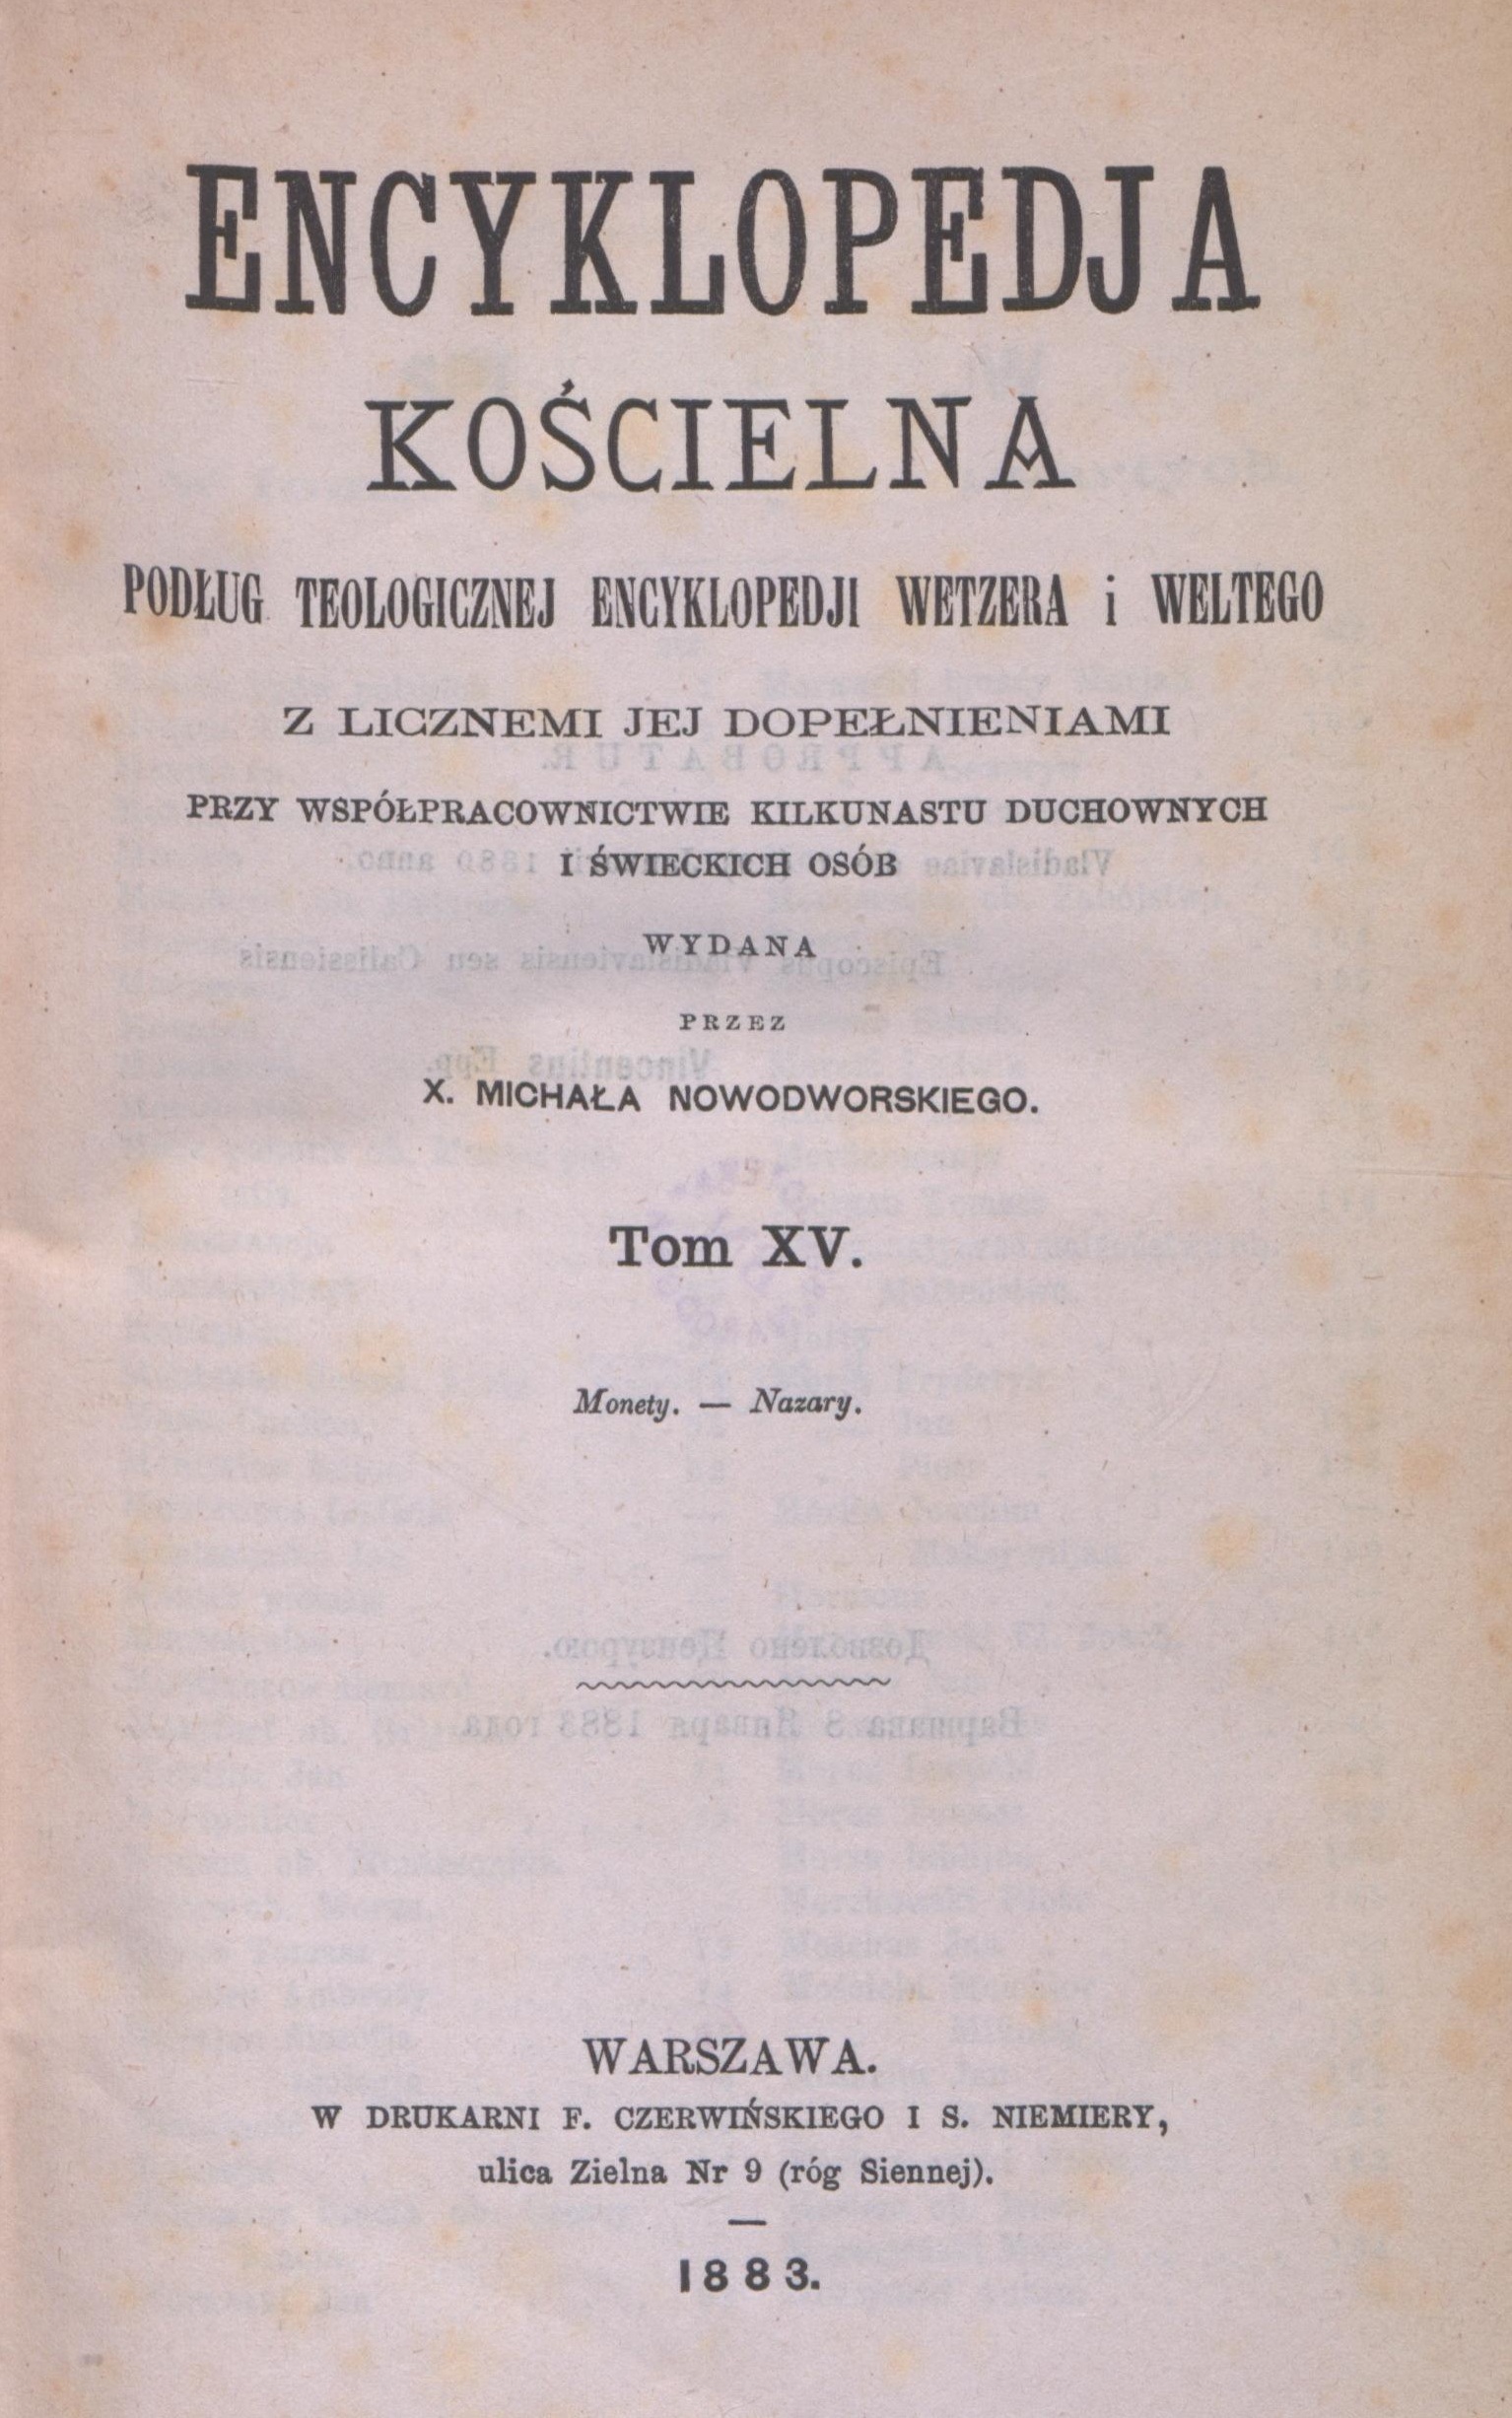 ENCYKLOPEDJA
KOŚCIELNA
PODŁUG TEOLOGICZNEJ ENCYKLOPEDJI WETZERA i WELTEGO
Z LICZNEMI JEJ DOPEŁNIENIAMI
PRZY WSPÓŁPRACOWNICTWIE KILKUNASTU DUCHOWNYCH
I ŚWIECKICH OSÓB
WYDANA
PRZEZ
X. MICHAŁA NOWODWORSKIEGO.
Tom XV.
Monety. — Nazary.
WARSZAWA.
W DRUKARNI F. CZERWIŃSKIEGO I S. NIEMIERY,
ulica Zielna Nr 9 (róg Siennej).
1883.